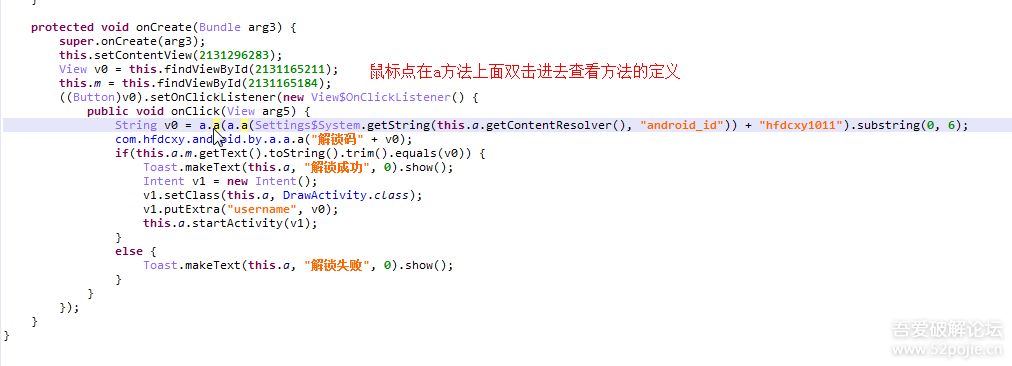 }
protected void onCreate(Bundle arg3) {
super.onCreate(arg3);
this.setContentView(2131296283);
View v0 = this.findViewById(2131165211);
鼠标点在a方法上面双击进去查看方法的定义
this.m = this.findViewById(2131165184);
((Button)v0).setOnClickListener(new View$OnClickListener() {
public void onClick(View arg5) {
String v0 = a.a(a.a(Settings$System.getString(this.a.getContentResolver(), "android_id")) + "hfdcxy1011").substring(0, 6);
com.hfdcxy.android.by.a.a.a("解锁码" + v0);
if(this.a.m.getText().toString().trim().equals(v0)) {
Toast.makeText(this.a, "解锁成功", 0).show();
Intent v1 = new Intent();
v1.setClass(this.a, DrawActivity.class);
v1.putExtra("username", v0);
this.a.startActivity(v1);
}
else {
Toast.makeText(this.a, "解锁失败", 0).show();
}
}
});
}
}
吾爱破解论坛
www.52pojie.cn